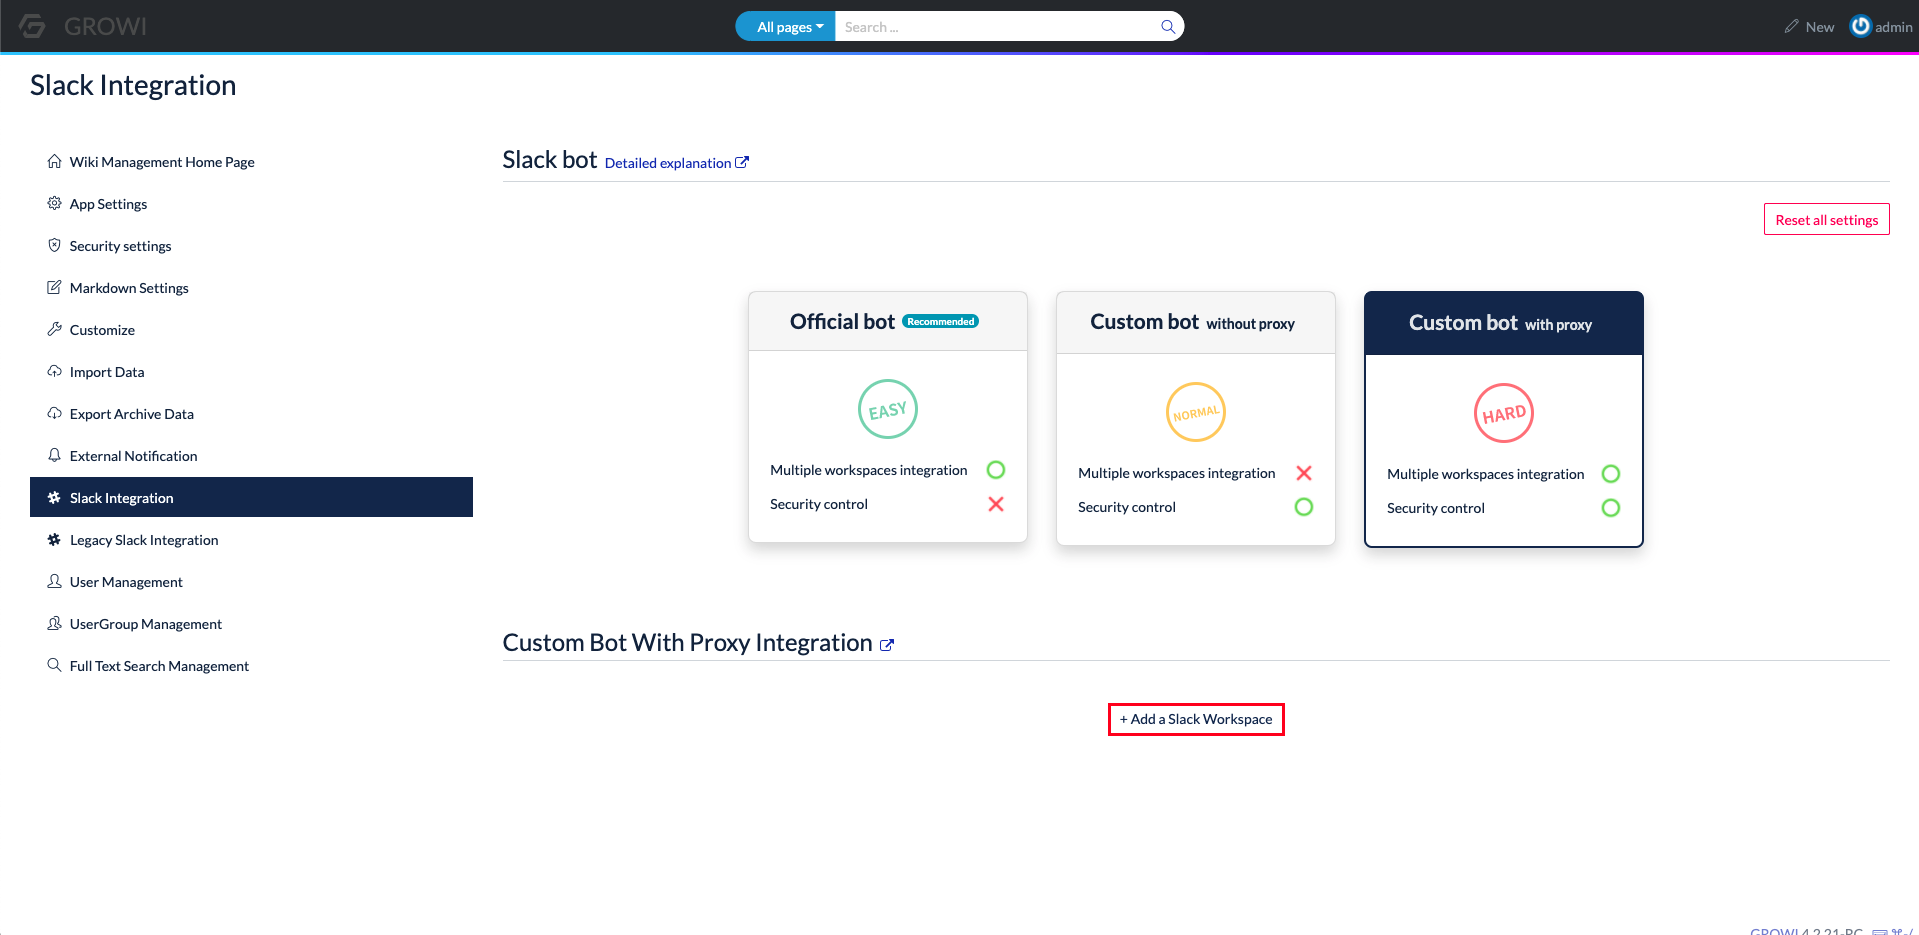 GROWI
All pages
Search ...
New
admin
Slack Integration
Wiki Management Home Page
App Settings
Security settings
Markdown Settings
Customize
Import Data
Export Archive Data
External Notification
Slack Integration
Legacy Slack Integration
User Management
UserGroup Management
Full Text Search Management
Slack bot Detailed explanation
Reset all settings
Official bot Recommended
EASY
Multiple workspaces integration
Security control
Custom bot without proxy
NORMAL
Multiple workspaces integration
Security control
Custom bot with proxy
HARD
Multiple workspaces integration
Security control
Custom Bot With Proxy Integration
+ Add a Slack Workspace
GROWI 4.2.21-RC ⌘-/